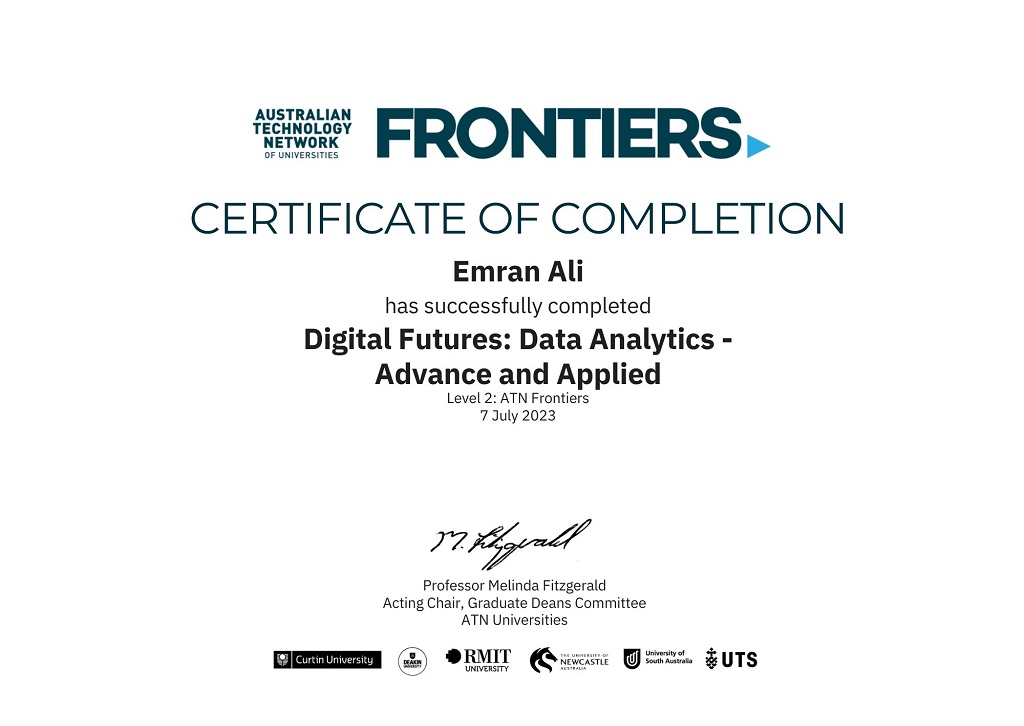 AUSTRALIAN
TECHNOLOGY
NETWORK
OF UNIVERSITIES
FRONTIERS
CERTIFICATE OF COMPLETION
Emran Ali
has successfully completed
Digital Futures: Data Analytics -
Advance and Applied
Level 2: ATN Frontiers
7 July 2023
M. Fitzgerald
Professor Melinda Fitzgerald
Acting Chair, Graduate Deans Committee
ATN Universities
Curtin University
DEAKIN
UNIVERSITY
RMIT
UNIVERSITY
THE UNIVERSITY OF
NEWCASTLE
AUSTRALIA
University of
South Australia
UTS